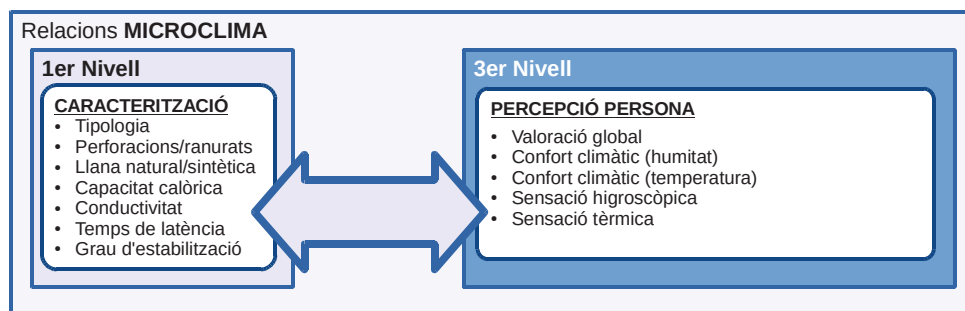 Relacions MICROCLIMA
1er Nivell
CARACTERITZACIÓ
• Tipologia
• Perforacions/ranurats
• Llana natural/sintètica
• Capacitat calòrica
• Conductivitat
• Temps de latència
• Grau d'estabilització
3er Nivell
PERCEPCIÓ PERSONA
• Valoració global
• Confort climàtic (humitat)
• Confort climàtic (temperatura)
• Sensació higroscòpica
• Sensació tèrmica